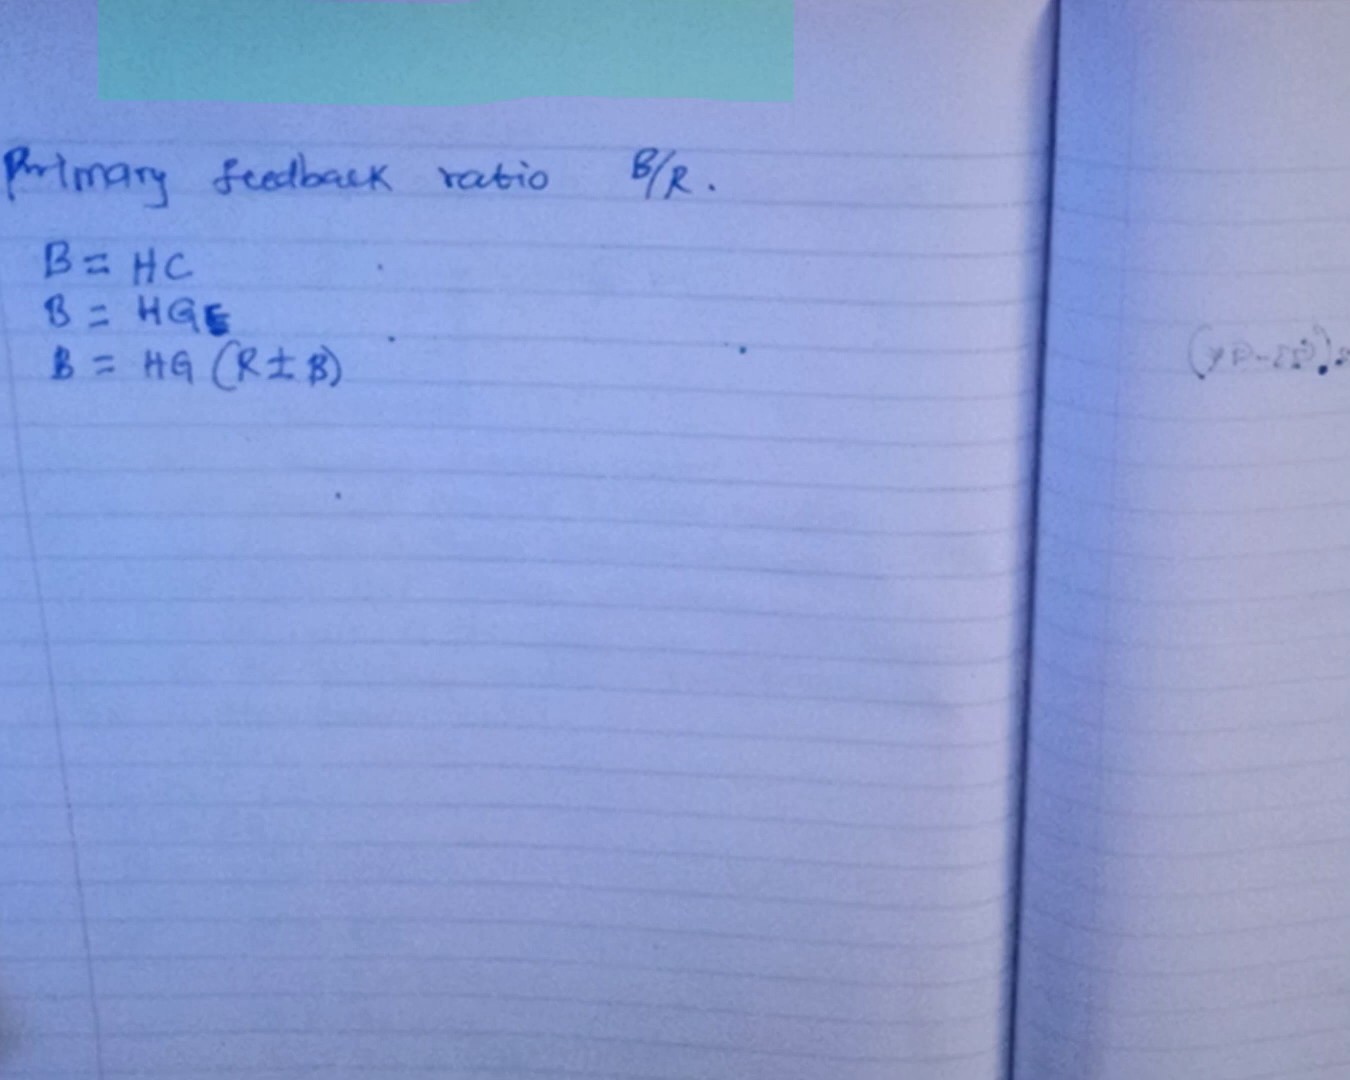 Primary feedback ratio B/R.
B = HC
B = HGE
B = HG (R ± B)